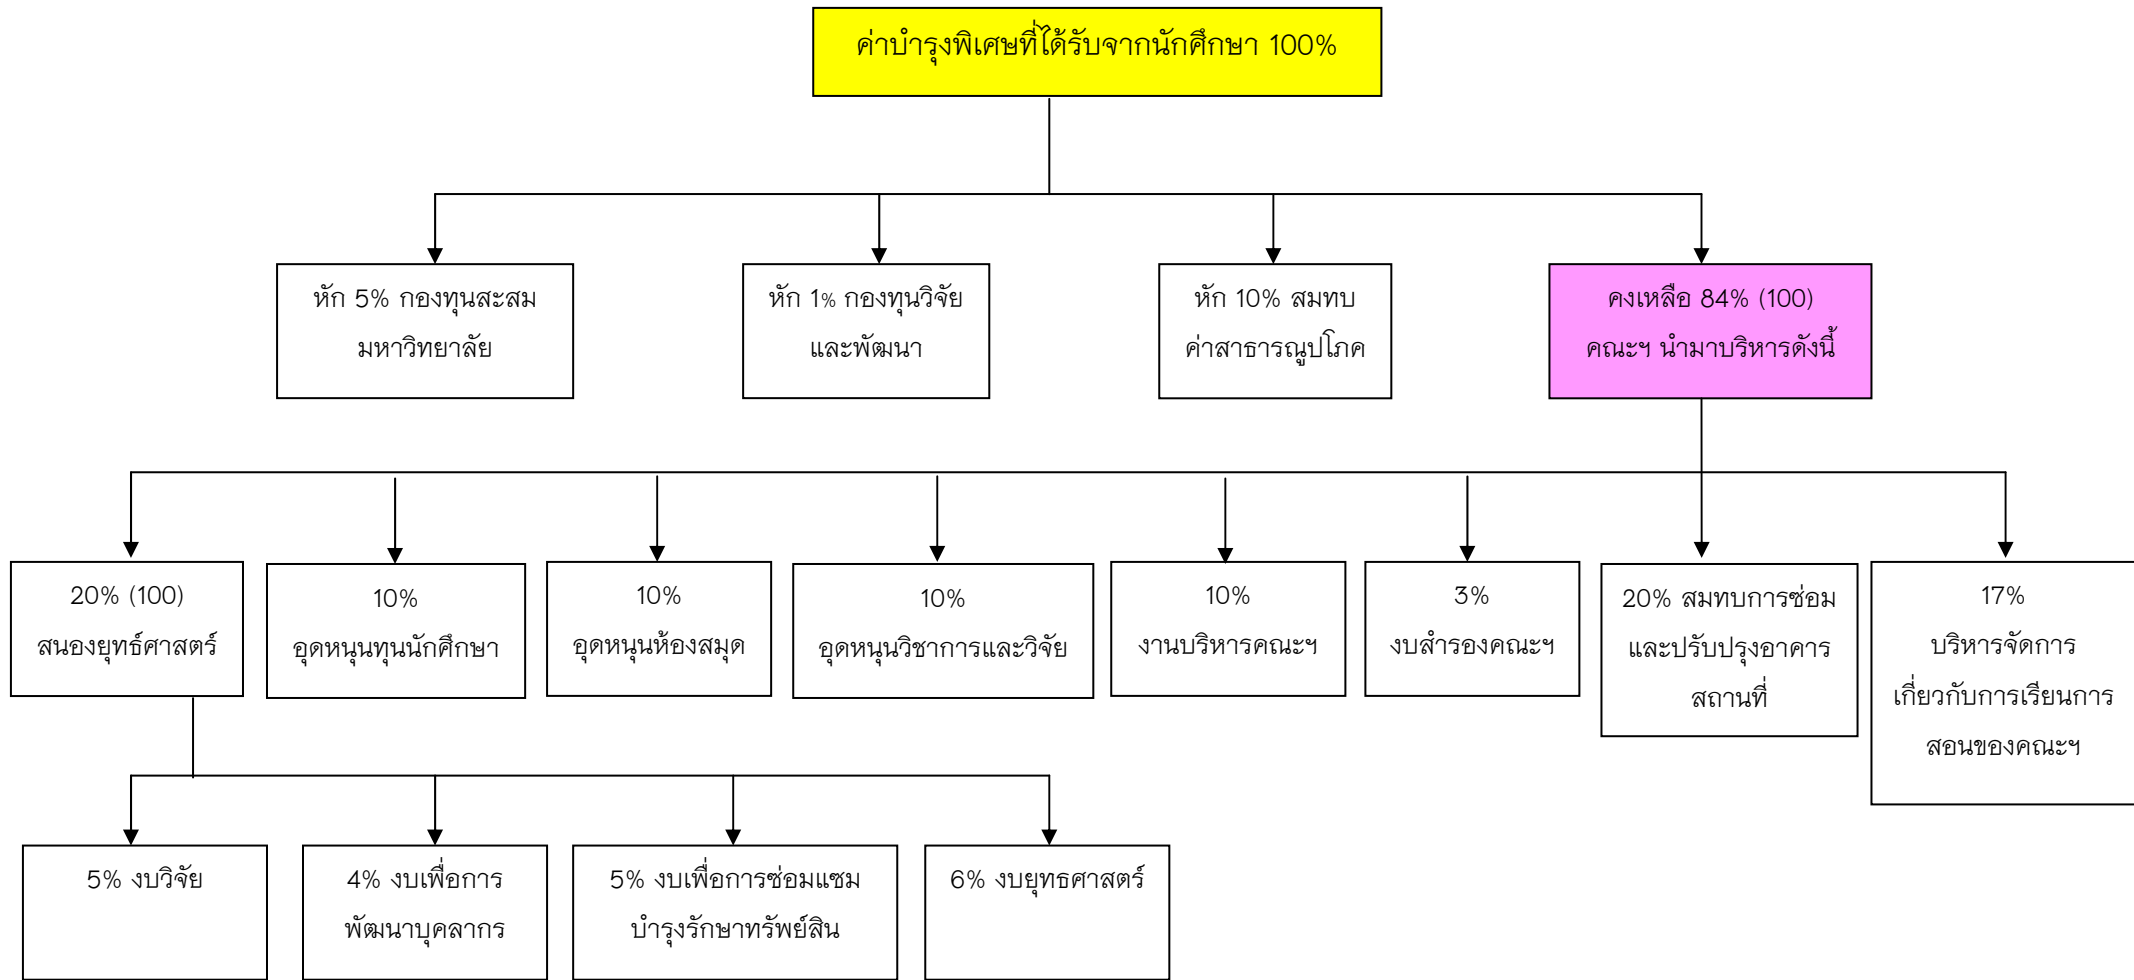 ค่าบำรุงพิเศษที่ได้รับจากนักศึกษา 100%
หัก 5% กองทุนสะสม
มหาวิทยาลัย
หัก 1% กองทุนวิจัย
และพัฒนา
หัก 10% สมทบ
ค่าสาธารณูปโภค
คงเหลือ 84% (100)
คณะฯ นำมาบริหารดังนี้
20% (100)
สนองยุทธ์ศาสตร์
10%
อุดหนุนทุนนักศึกษา
10%
อุดหนุนห้องสมุด
10%
อุดหนุนวิชาการและวิจัย
10%
งานบริหารคณะฯ
3%
งบสำรองคณะฯ
20% สมทบการซ่อม
และปรับปรุงอาคาร
สถานที่
17%
บริหารจัดการ
เกี่ยวกับการเรียนการ
สอนของคณะฯ
5% งบวิจัย
4% งบเพื่อการ
พัฒนาบุคลากร
5% งบเพื่อการซ่อมแซม
บำรุงรักษาทรัพย์สิน
6% งบยุทธศาสตร์